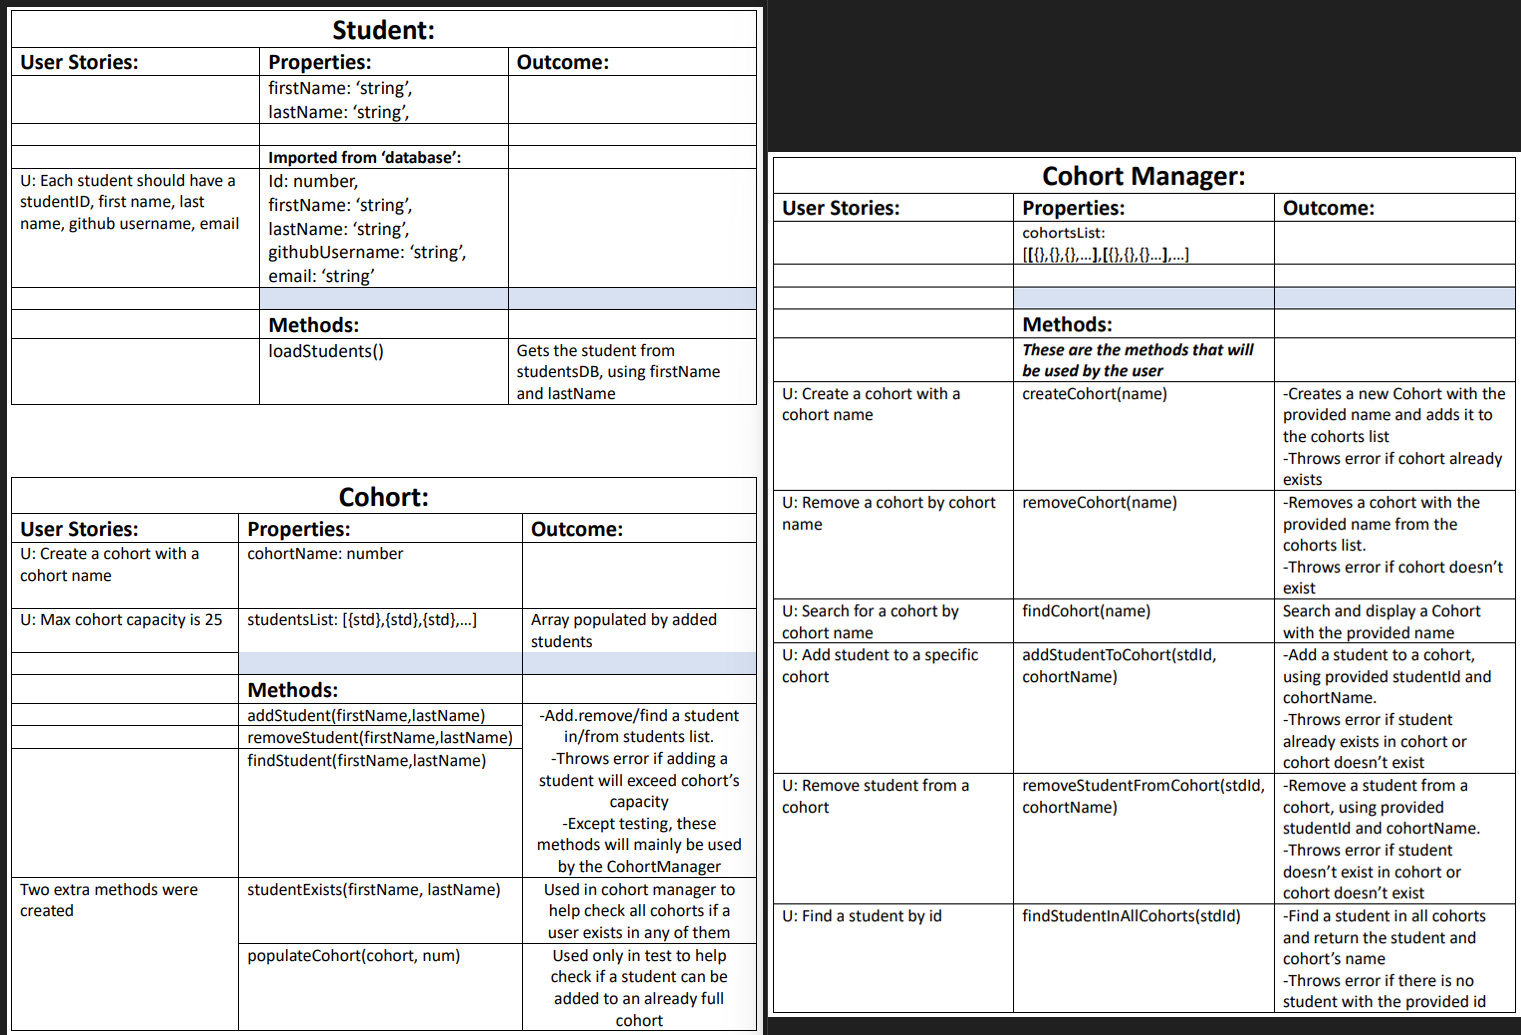 Student:
User Stories:
Properties:
Outcome:
firstName: ‘string’,
lastName: ‘string’,
Imported from ‘database’:
U: Each student should have a
studentID, first name, last
name, github username, email
Id: number,
firstName: ‘string’,
lastName: ‘string’,
githubUsername: ‘string’,
email: ‘string’
Methods:
loadStudents()
Gets the student from
studentsDB, using firstName
and lastName
Cohort:
User Stories:
Properties:
Outcome:
U: Create a cohort with a
cohort name
cohortName: number
U: Max cohort capacity is 25
studentsList: [{std},{std},{std},...]
Array populated by added
students
Methods:
addStudent(firstName,lastName)
removeStudent(firstName,lastName)
findStudent(firstName,lastName)
-Add.remove/find a student
in/from students list.
-Throws error if adding a
student will exceed cohort’s
capacity
-Except testing, these
methods will mainly be used
by the CohortManager
Two extra methods were
created
studentExists(firstName, lastName)
Used in cohort manager to
help check all cohorts if a
user exists in any of them
populateCohort(cohort, num)
Used only in test to help
check if a student can be
added to an already full
cohort
Cohort Manager:
User Stories:
Properties:
Outcome:
cohortsList:
[[{},{},{},...],[{},{},{}...],...]
Methods:
These are the methods that will
be used by the user
U: Create a cohort with a
cohort name
createCohort(name)
-Creates a new Cohort with the
provided name and adds it to
the cohorts list
-Throws error if cohort already
exists
U: Remove a cohort by cohort
name
removeCohort(name)
-Removes a cohort with the
provided name from the
cohorts list.
-Throws error if cohort doesn’t
exist
U: Search for a cohort by
cohort name
findCohort(name)
Search and display a Cohort
with the provided name
U: Add student to a specific
cohort
addStudentToCohort(stdId,
cohortName)
-Add a student to a cohort,
using provided studentId and
cohortName.
-Throws error if student
already exists in cohort or
cohort doesn’t exist
U: Remove student from a
cohort
removeStudentFromCohort(stdId,
cohortName)
-Remove a student from a
cohort, using provided
studentId and cohortName.
-Throws error if student
doesn’t exist in cohort or
cohort doesn’t exist
U: Find a student by id
findStudentInAllCohorts(stdId)
-Find a student in all cohorts
and return the student and
cohort’s name
-Throws error if there is no
student with the provided id